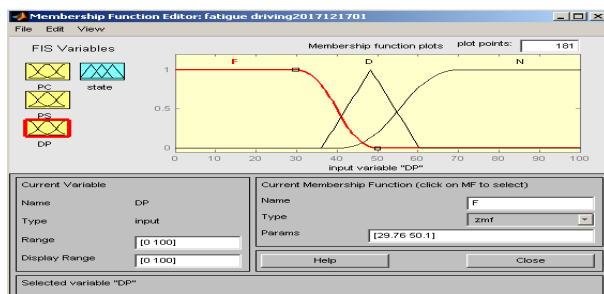 Membership Function Editor: fatigue driving2017121701
File Edit View
FIS Variables
PC
state
PS
DP
Membership function plots
plot points:
181
F
D
N
1
0.5
0
0 10 20 30 40 50 60 70 80 90 100
input variable "DP"
Current Variable
Name DP
Type input
Range [0 100]
Display Range [0 100]
Current Membership Function (click on MF to select)
Name F
Type zmf
Params [29.76 50.1]
Help
Close
Selected variable "DP"